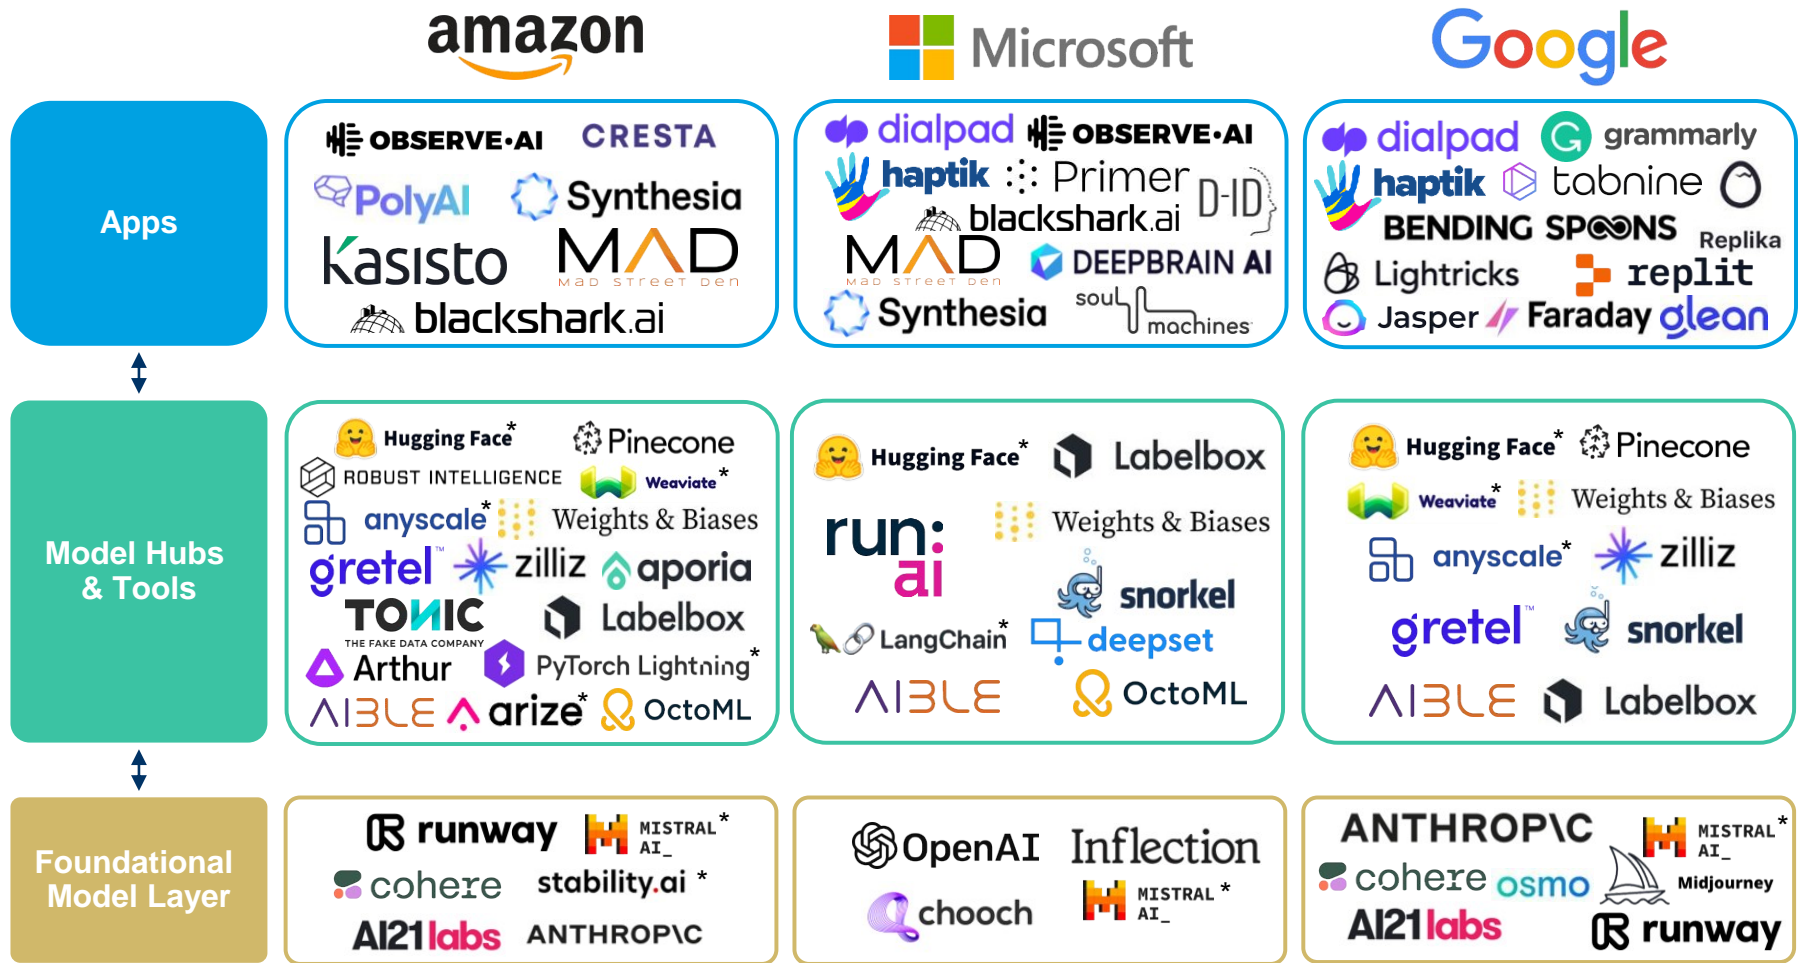 amazon
Microsoft
Google
Apps
OBSERVE•AI
CRESTA
PolyAI
Synthesia
Kasisto
MAD
MAD STREET DEN
blackshark.ai
dialpad
OBSERVE•AI
haptik
Primer
D-ID
blackshark.ai
MAD
MAD STREET DEN
DEEPBRAIN AI
Synthesia
soul
machines
dialpad
grammarly
haptik
tabnine
BENDING SPOONS
Replika
Lightricks
replit
Jasper
Faraday
glean
Model Hubs
& Tools
Hugging Face*
Pinecone
ROBUST INTELLIGENCE
Weaviate*
anyscale*
Weights & Biases
gretel™
zilliz
aporia
TONIC
THE FAKE DATA COMPANY
Labelbox
Arthur
PyTorch Lightning*
AIBLE
arize*
OctoML
Hugging Face*
Labelbox
run:
ai
Weights & Biases
snorkel
LangChain*
deepset
AIBLE
OctoML
Hugging Face*
Pinecone
Weaviate*
Weights & Biases
anyscale*
zilliz
gretel™
snorkel
AIBLE
Labelbox
Foundational
Model Layer
runway
MISTRAL*
AI_
cohere
stability.ai *
AI21labs
ANTHROP\C
OpenAI
Inflection
chooch
MISTRAL*
AI_
ANTHROP\C
MISTRAL*
AI_
cohere
osmo
Midjourney
AI21labs
runway